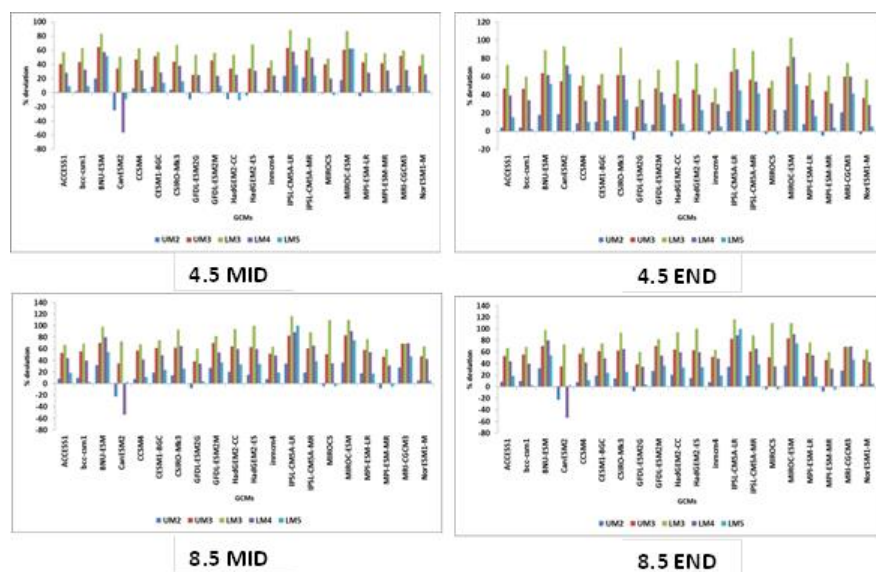 100
80
60
40
20
0
-20
-40
-60
-80
% deviation
ACCESS1
bcc-csm1
BNU-ESM
CanESM2
CCSM4
CESM1-BGC
CSIRO-Mk3
GFDL-ESM2G
GFDL-ESM2M
HadGEM2-CC
HadGEM2-ES
inmcm4
IPSL-CM5A-LR
IPSL-CM5A-MR
MIROC5
MIROC-ESM
MPI-ESM-LR
MPI-ESM-MR
MRI-CGCM3
NorESM1-M
GCMs
UM2 UM3 LM3 LM4 LM5
4.5 MID
120
100
80
60
40
20
0
-20
% deviation
ACCESS1
bcc-csm1
BNU-ESM
CanESM2
CCSM4
CESM1-BGC
CSIRO-Mk3
GFDL-ESM2G
GFDL-ESM2M
HadGEM2-CC
HadGEM2-ES
inmcm4
IPSL-CM5A-LR
IPSL-CM5A-MR
MIROC5
MIROC-ESM
MPI-ESM-LR
MPI-ESM-MR
MRI-CGCM3
NorESM1-M
GCMs
UM2 UM3 LM3 LM4 LM5
4.5 END
140
120
100
80
60
40
20
0
-20
-40
-60
-80
% deviation
ACCESS1
bcc-csm1
BNU-ESM
CanESM2
CCSM4
CESM1-BGC
CSIRO-Mk3
GFDL-ESM2G
GFDL-ESM2M
HadGEM2-CC
HadGEM2-ES
inmcm4
IPSL-CM5A-LR
IPSL-CM5A-MR
MIROC5
MIROC-ESM
MPI-ESM-LR
MPI-ESM-MR
MRI-CGCM3
NorESM1-M
GCMs
UM2 UM3 LM3 LM4 LM5
8.5 MID
140
120
100
80
60
40
20
0
-20
-40
-60
-80
% deviation
ACCESS1
bcc-csm1
BNU-ESM
CanESM2
CCSM4
CESM1-BGC
CSIRO-Mk3
GFDL-ESM2G
GFDL-ESM2M
HadGEM2-CC
HadGEM2-ES
inmcm4
IPSL-CM5A-LR
IPSL-CM5A-MR
MIROC5
MIROC-ESM
MPI-ESM-LR
MPI-ESM-MR
MRI-CGCM3
NorESM1-M
GCMs
UM2 UM3 LM3 LM4 LM5
8.5 END